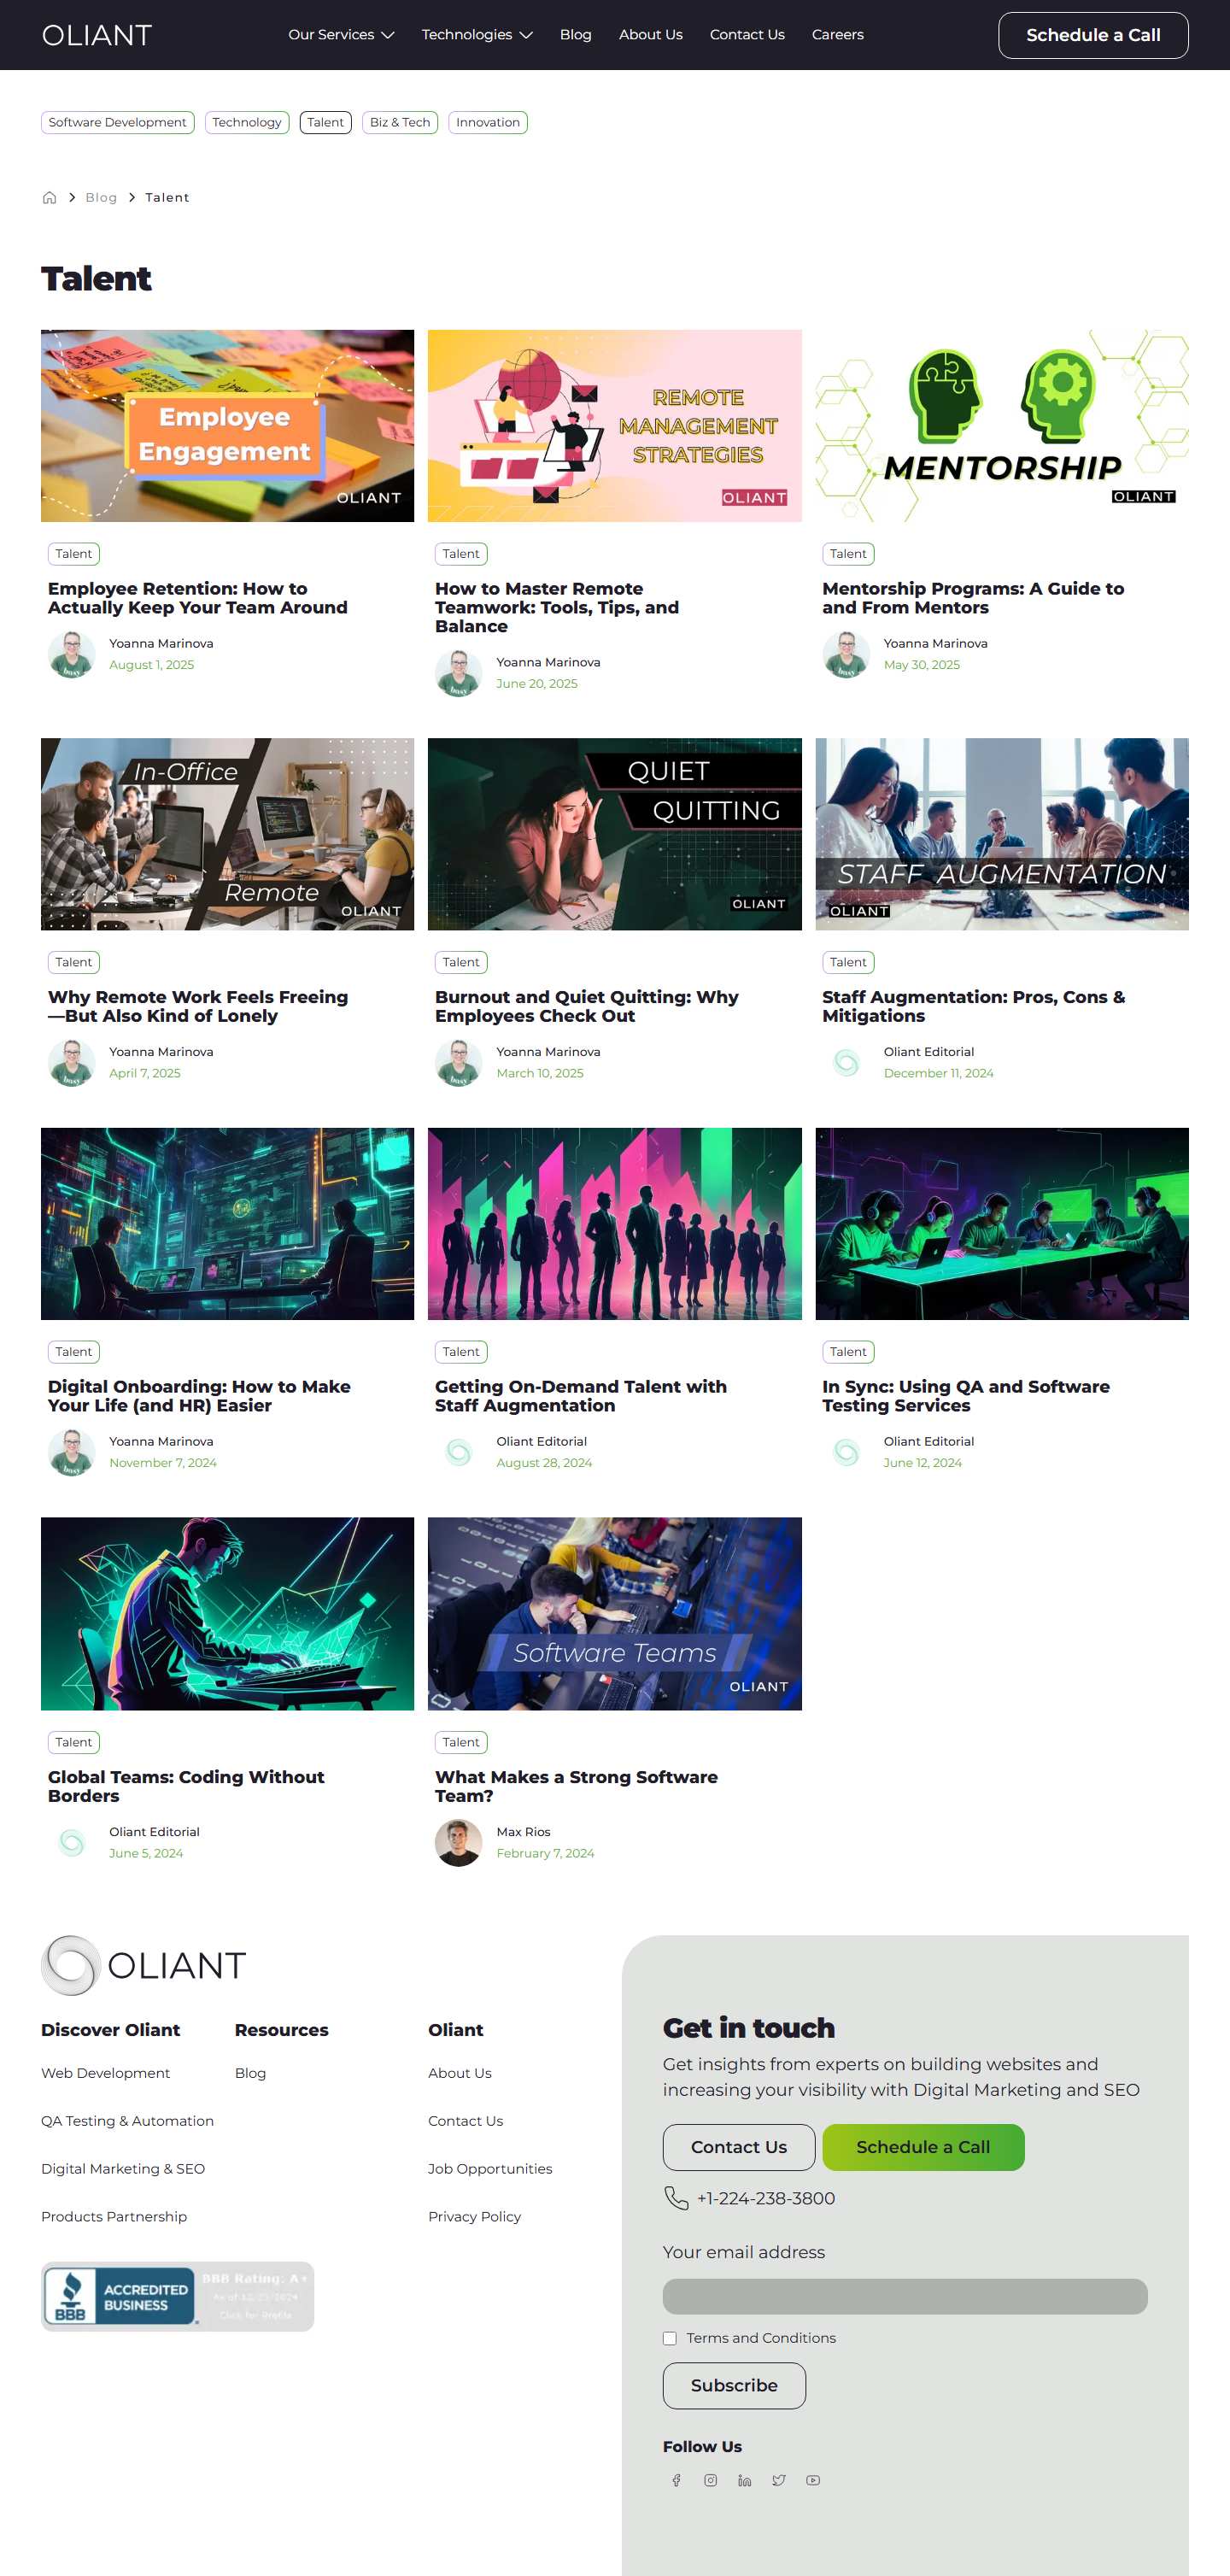 OLIANT
Our Services
Technologies
Blog
About Us
Contact Us
Careers
Schedule a Call
Software Development
Technology
Talent
Biz & Tech
Innovation
Blog
Talent
Talent
Employee
Engagement
OLIANT
REMOTE
MANAGEMENT
STRATEGIES
OLIANT
MENTORSHIP
OLIANT
Talent
Employee Retention: How to
Actually Keep Your Team Around
Yoanna Marinova
August 1, 2025
Talent
How to Master Remote
Teamwork: Tools, Tips, and
Balance
Yoanna Marinova
June 20, 2025
Talent
Mentorship Programs: A Guide to
and From Mentors
Yoanna Marinova
May 30, 2025
In-Office
Remote
OLIANT
QUIET
QUITTING
OLIANT
STAFF AUGMENTATION
OLIANT
Talent
Why Remote Work Feels Freeing
—But Also Kind of Lonely
Yoanna Marinova
April 7, 2025
Talent
Burnout and Quiet Quitting: Why
Employees Check Out
Yoanna Marinova
March 10, 2025
Talent
Staff Augmentation: Pros, Cons &
Mitigations
Oliant Editorial
December 11, 2024
Talent
Digital Onboarding: How to Make
Your Life (and HR) Easier
Yoanna Marinova
November 7, 2024
Talent
Getting On-Demand Talent with
Staff Augmentation
Oliant Editorial
August 28, 2024
Talent
In Sync: Using QA and Software
Testing Services
Oliant Editorial
June 12, 2024
Software Teams
OLIANT
Talent
Global Teams: Coding Without
Borders
Oliant Editorial
June 5, 2024
Talent
What Makes a Strong Software
Team?
Max Rios
February 7, 2024
OLIANT
Discover Oliant
Web Development
QA Testing & Automation
Digital Marketing & SEO
Products Partnership
Resources
Blog
Oliant
About Us
Contact Us
Job Opportunities
Privacy Policy
BBB
ACCREDITED
BUSINESS
BBB Rating: A+
Click for Profile
Get in touch
Get insights from experts on building websites and
increasing your visibility with Digital Marketing and SEO
Contact Us
Schedule a Call
+1-224-238-3800
Your email address
Terms and Conditions
Subscribe
Follow Us